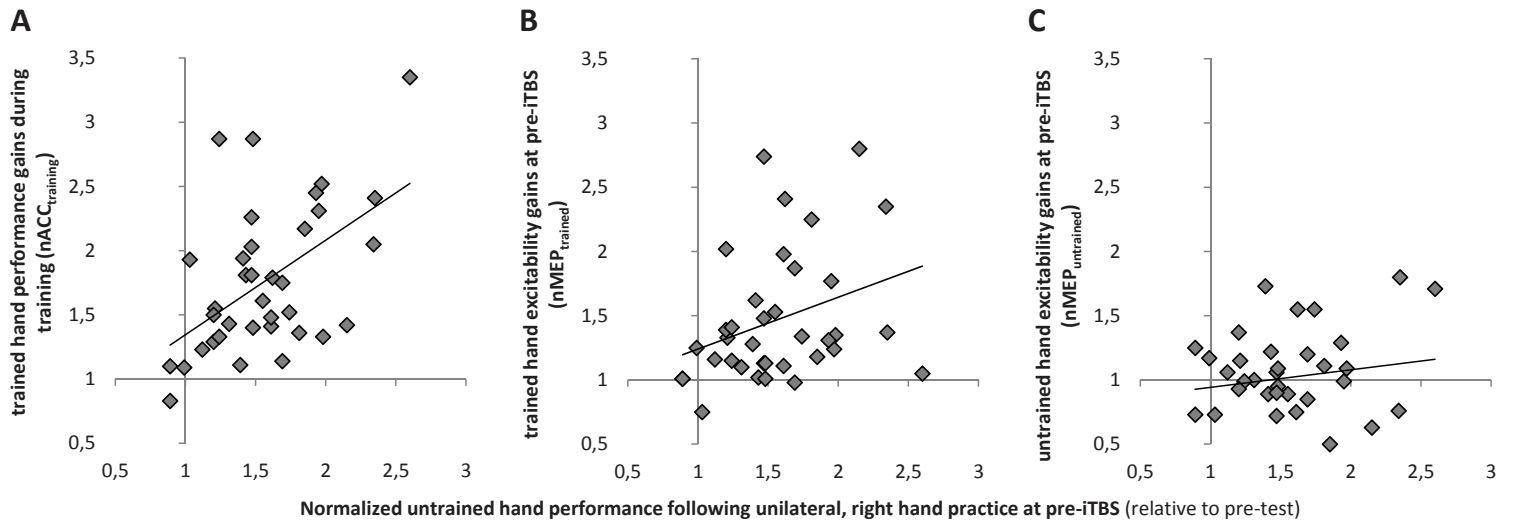 A
trained hand performance gains during
training (nACCtraining)
3,5
3
2,5
2
1,5
1
0,5
0,5 1 1,5 2 2,5 3
B
trained hand excitability gains at pre-iTBS
(nMEPtrained)
3,5
3
2,5
2
1,5
1
0,5
0,5 1 1,5 2 2,5 3
C
untrained hand excitability gains at pre-iTBS
(nMEPuntrained)
3,5
3
2,5
2
1,5
1
0,5
0,5 1 1,5 2 2,5 3
Normalized untrained hand performance following unilateral, right hand practice at pre-iTBS (relative to pre-test)